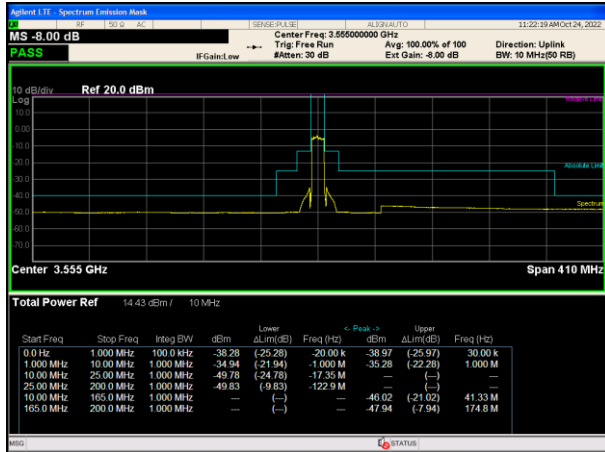 Agilent LTE - Spectrum Emission Mask
RF 50 Ω AC SENSE:PULSE ALIGNAUTO 11:22:19 AM Oct 24, 2022
MS -8.00 dB
Center Freq: 3.555000000 GHz
PASS
Trig: Free Run Avg: 100.00% of 100 Direction: Uplink
IFGain:Low #Atten: 30 dB Ext Gain: -8.00 dB BW: 10 MHz(50 RB)
10 dB/div Ref 20.0 dBm
Log
Relative Limit
10.0
0.00
-10.0
-20.0
Absolute Limit
-30.0
-40.0
Spectrum
-50.0
-60.0
-70.0
Center 3.555 GHz Span 410 MHz
Total Power Ref 14.43 dBm / 10 MHz
Lower <- Peak -> Upper
Start Freq Stop Freq Integ BW dBm ΔLim(dB) Freq (Hz) dBm ΔLim(dB) Freq (Hz)
0.0 Hz 1.000 MHz 100.0 kHz -38.28 (-25.28) -20.00 k -38.97 (-25.97) 30.00 k
1.000 MHz 10.00 MHz 1.000 MHz -34.94 (-21.94) -1.000 M -35.28 (-22.28) 1.000 M
10.00 MHz 25.00 MHz 1.000 MHz -49.78 (-24.78) -17.35 M --- (---) ---
25.00 MHz 200.0 MHz 1.000 MHz -49.83 (-9.83) -122.9 M --- (---) ---
10.00 MHz 165.0 MHz 1.000 MHz --- (---) --- -46.02 (-21.02) 41.33 M
165.0 MHz 200.0 MHz 1.000 MHz --- (---) --- -47.94 (-7.94) 174.8 M
MSG STATUS